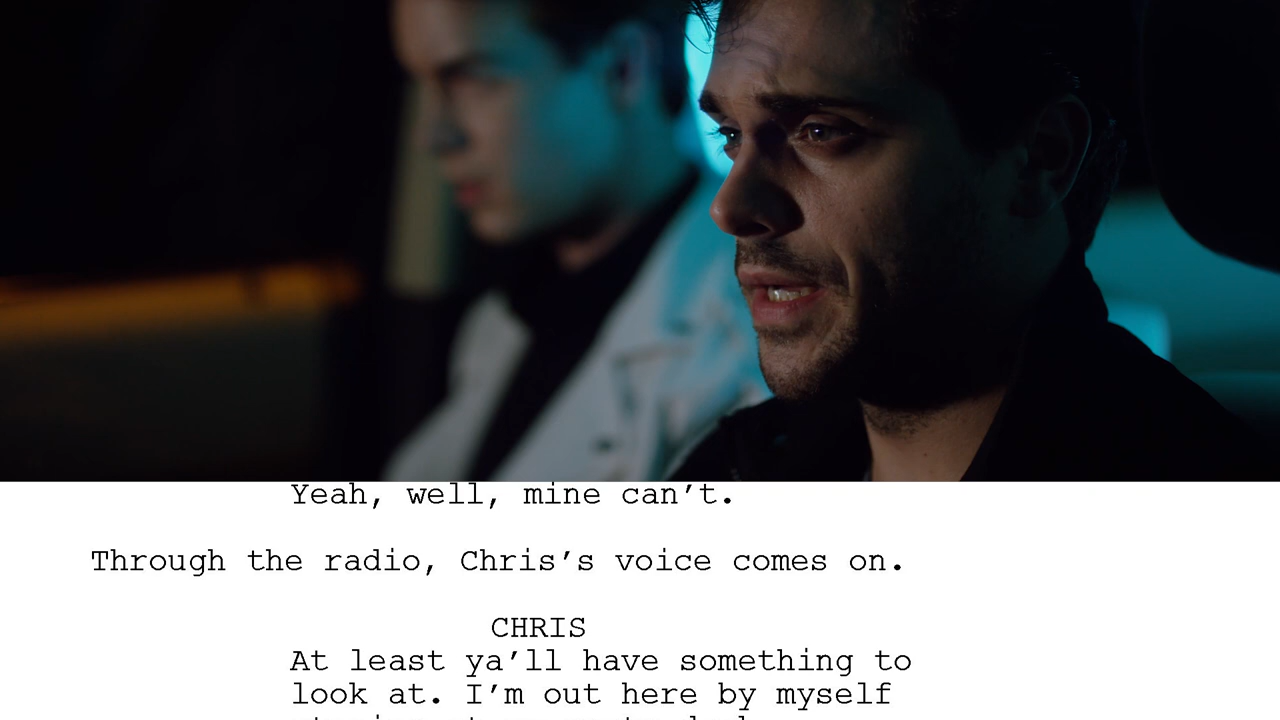 Yeah, well, mine can't.
Through the radio, Chris's voice comes on.
CHRIS
At least ya'll have something to
look at. I'm out here by myself